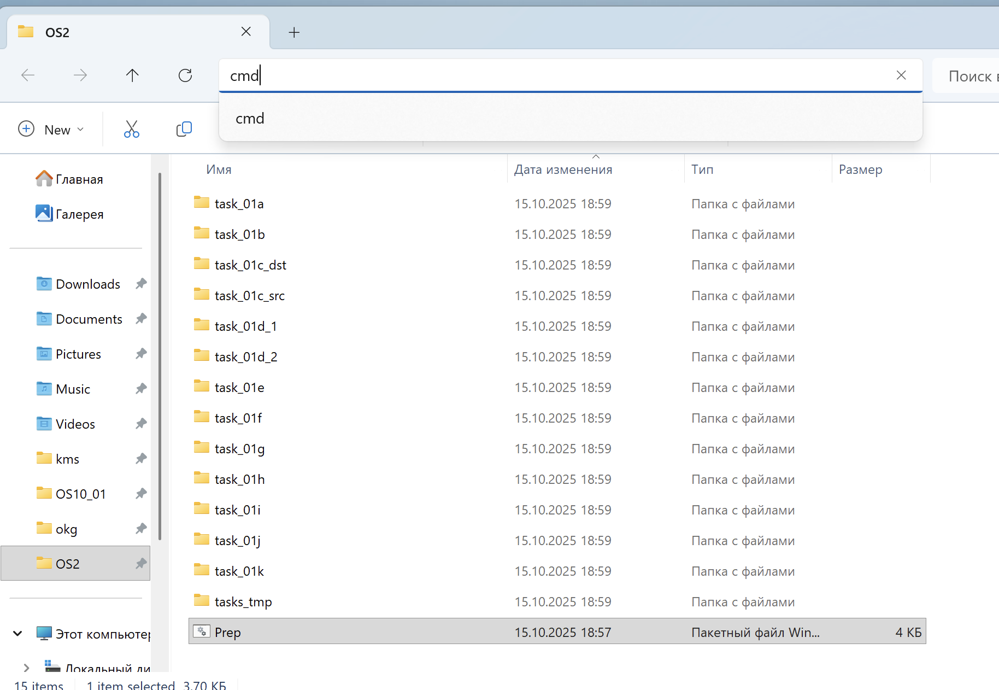 OS2
cmd
Поиск в
cmd
New
Имя
Дата изменения
Тип
Размер
Главная
Галерея
Downloads
Documents
Pictures
Music
Videos
kms
OS10_01
okg
OS2
Этот компьютер
Локальный ди
task_01a 15.10.2025 18:59 Папка с файлами
task_01b 15.10.2025 18:59 Папка с файлами
task_01c_dst 15.10.2025 18:59 Папка с файлами
task_01c_src 15.10.2025 18:59 Папка с файлами
task_01d_1 15.10.2025 18:59 Папка с файлами
task_01d_2 15.10.2025 18:59 Папка с файлами
task_01e 15.10.2025 18:59 Папка с файлами
task_01f 15.10.2025 18:59 Папка с файлами
task_01g 15.10.2025 18:59 Папка с файлами
task_01h 15.10.2025 18:59 Папка с файлами
task_01i 15.10.2025 18:59 Папка с файлами
task_01j 15.10.2025 18:59 Папка с файлами
task_01k 15.10.2025 18:59 Папка с файлами
tasks_tmp 15.10.2025 18:59 Папка с файлами
Prep 15.10.2025 18:57 Пакетный файл Win... 4 КБ
15 items 1 item selected 3,70 КБ